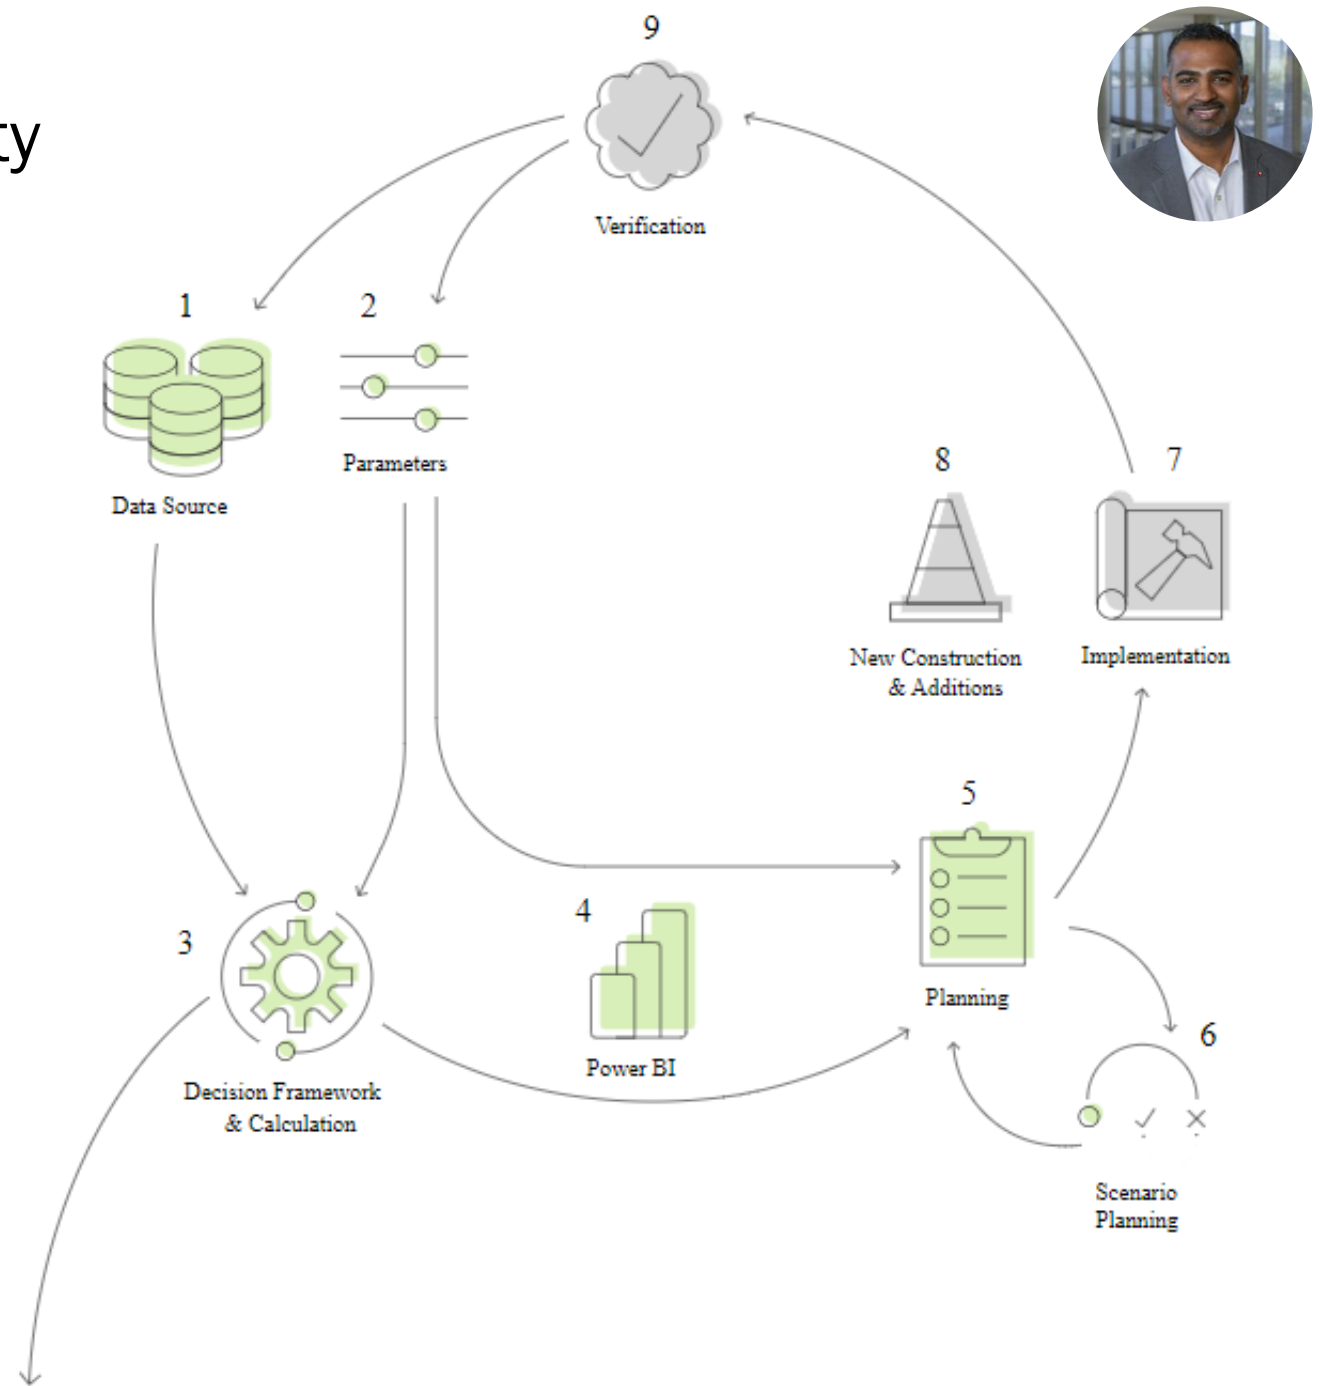 9
ty
Verification
1
2
Parameters
Data Source
8
7
New Construction
& Additions
Implementation
5
4
3
Planning
6
Power BI
Decision Framework
& Calculation
Scenario
Planning